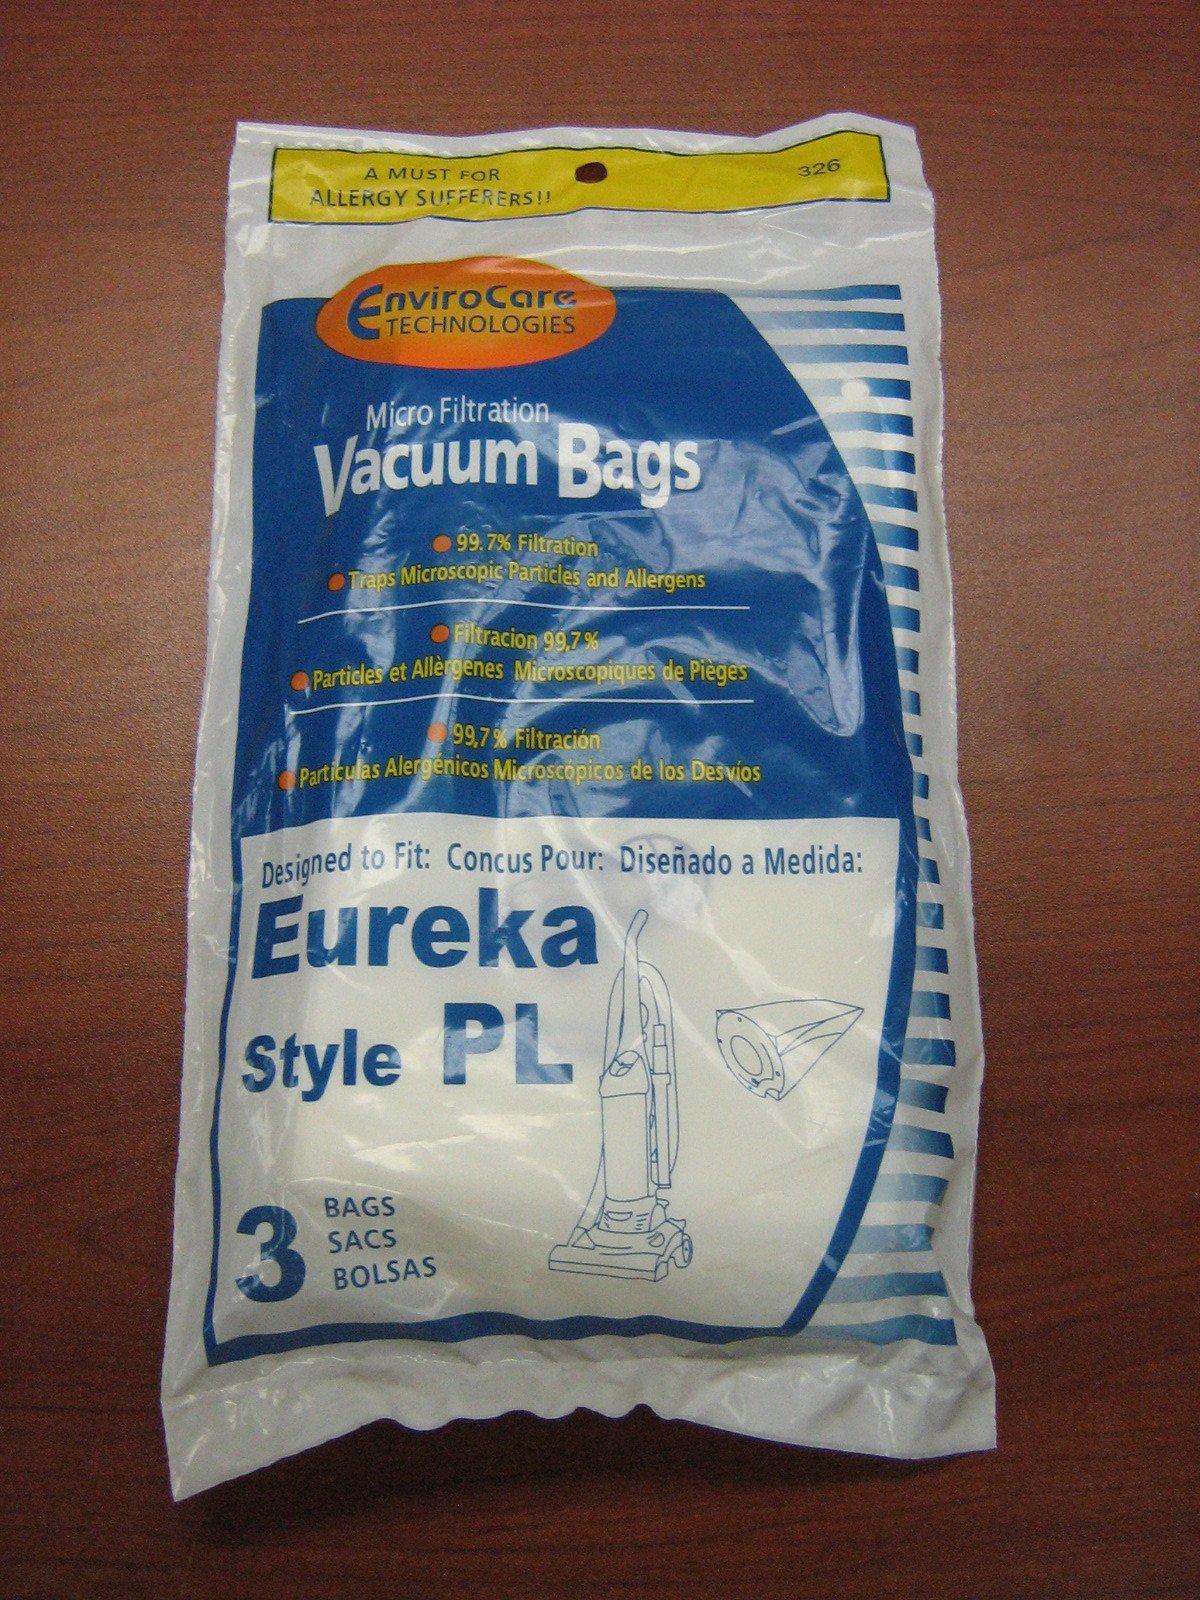 A MUST FOR
ALLERGY SUFFERERS!!
326
EnviroCare
TECHNOLOGIES
Micro Filtration
Vacuum Bags
99.7% Filtration
Traps Microscopic Particles and Allergens
Filtracion 99,7%
Particles et Allèrgenes Microscopiques de Pièges
99,7% Filtración
Particulas Alergénicos Microscópicos de los Desvíos
Designed to Fit: Concus Pour: Diseñado a Medida:
Eureka
Style PL
3
BAGS
SACS
BOLSAS